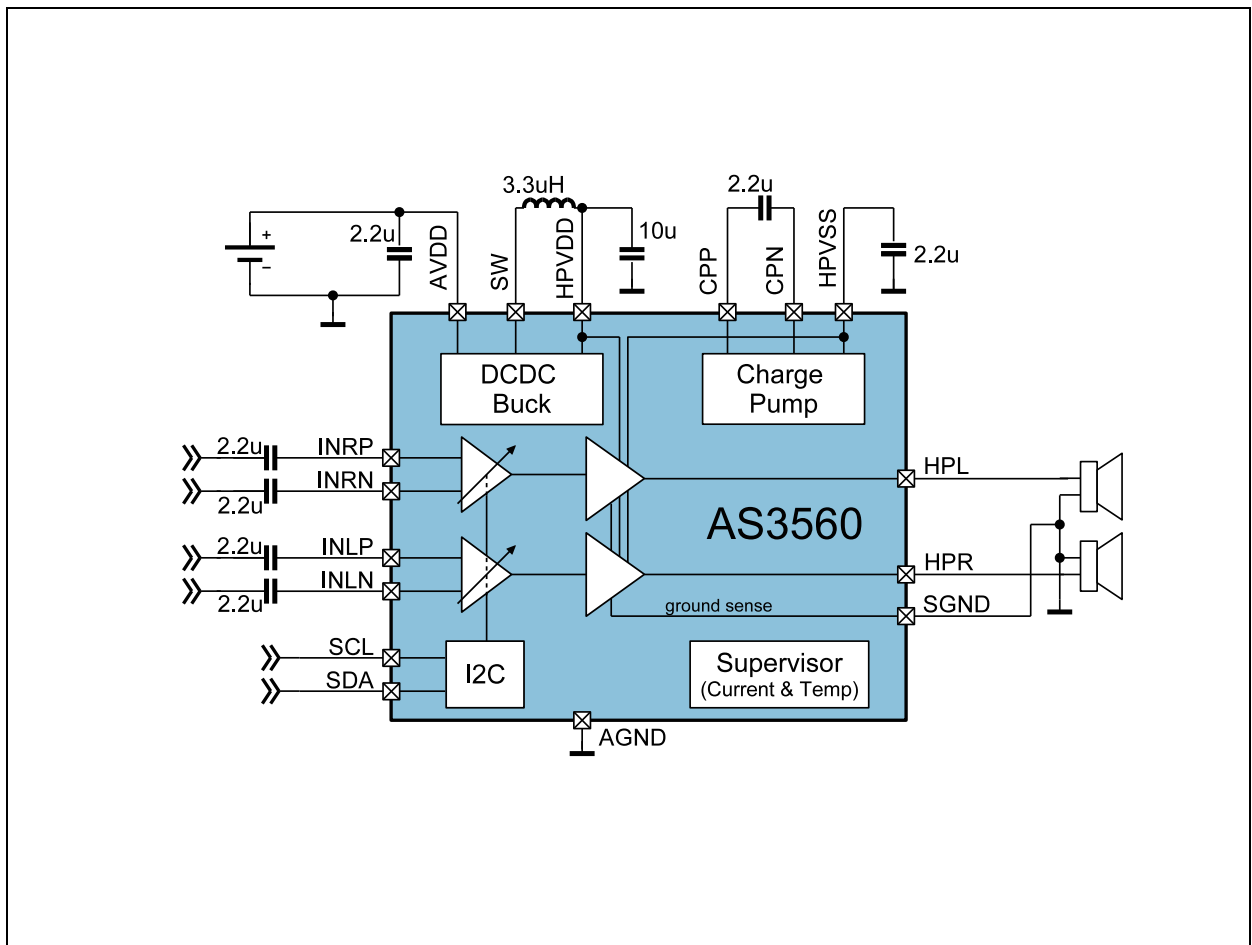 3.3uH
2.2u
10u
2.2u
2.2u
AVDD
SW
HPVDD
CPP
CPN
HPVSS
+
−
DCDC
Buck
Charge
Pump
2.2u
INRP
INRN
2.2u
HPL
AS3560
2.2u
INLP
INLN
2.2u
HPR
ground sense
SGND
SCL
SDA
I2C
Supervisor
(Current & Temp)
AGND